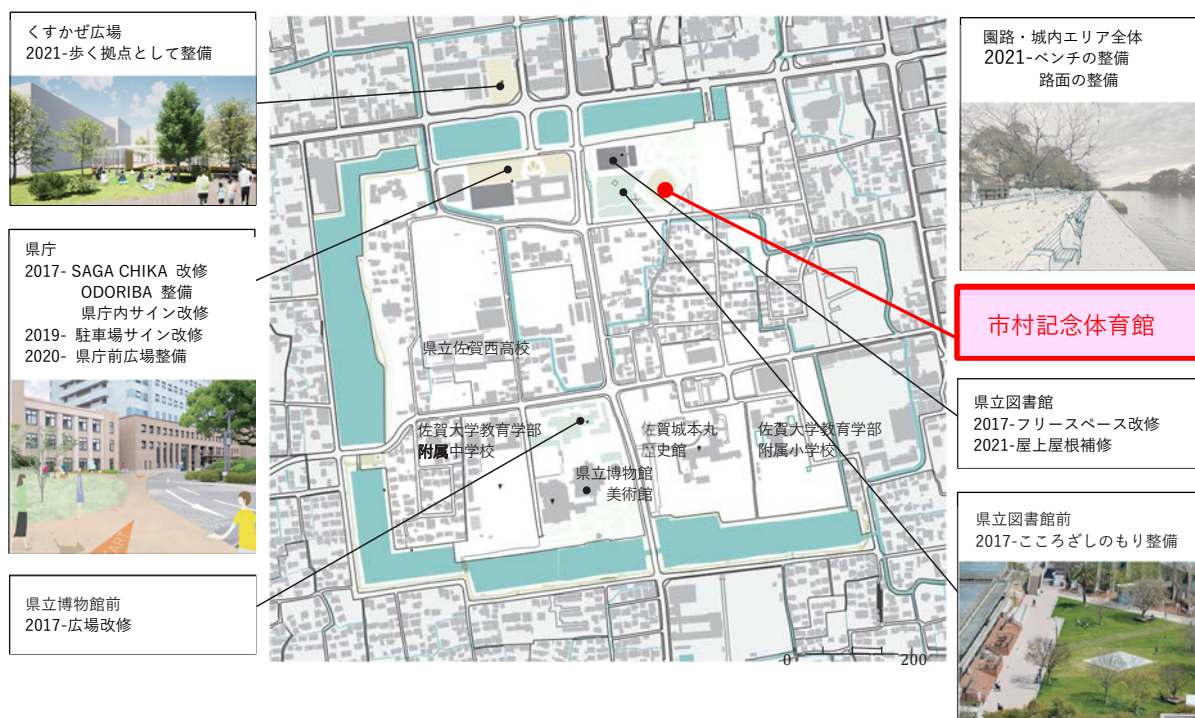 くすかぜ広場
2021-歩く拠点として整備
県庁
2017- SAGA CHIKA 改修
ODORIBA 整備
県庁内サイン改修
2019- 駐車場サイン改修
2020- 県庁前広場整備
START
県立博物館前
2017-広場改修
県立佐賀西高校
佐賀大学教育学部
附属中学校
佐賀城本丸
歴史館
佐賀大学教育学部
附属小学校
県立博物館
美術館
0 200
園路・城内エリア全体
2021-ベンチの整備
路面の整備
市村記念体育館
県立図書館
2017-フリースペース改修
2021-屋上屋根補修
県立図書館前
2017-こころざしのもり整備